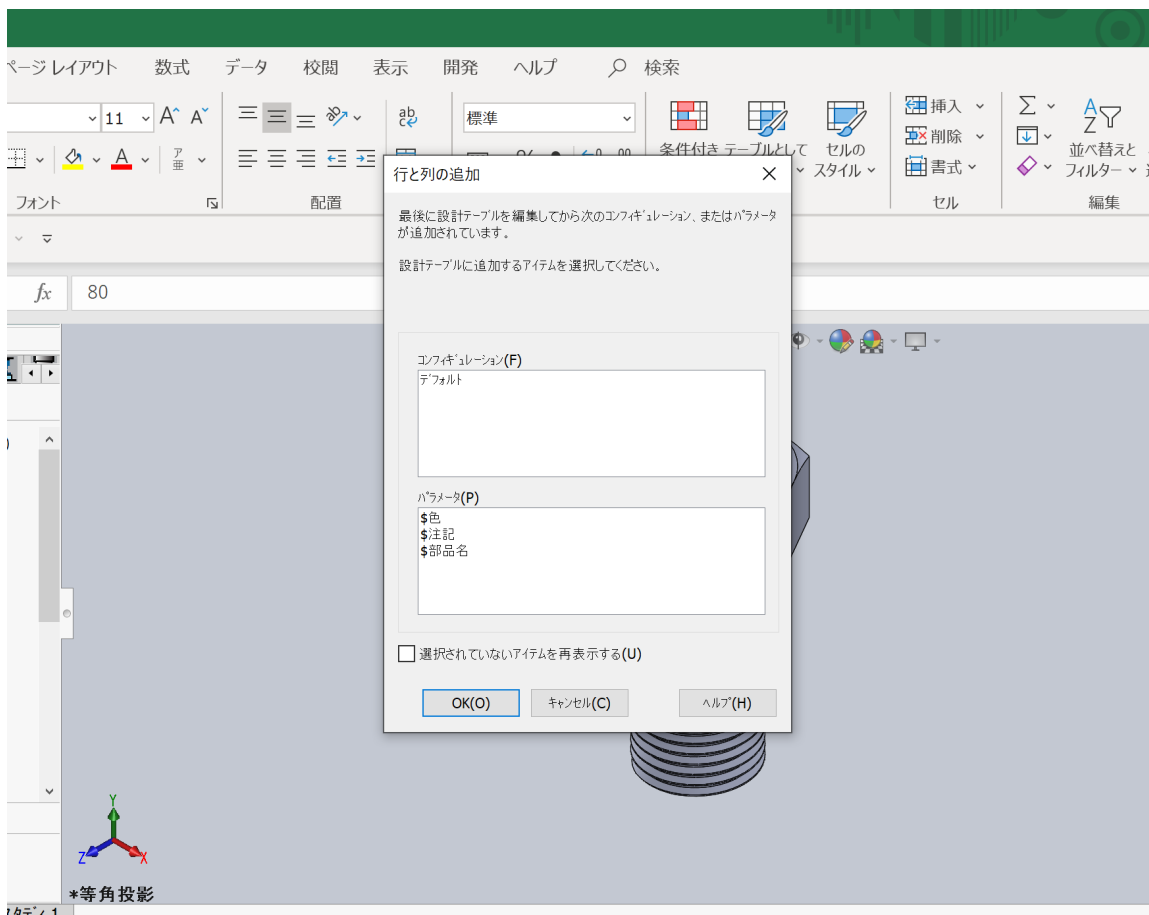 ページ レイアウト 数式 データ 校閲 表示 開発 ヘルプ 検索
11 A^ A˅ ab 標準 挿入
削除
条件付き テーブルとして セルの 並べ替えと
A ア亜 スタイル 書式 フィルター
フォント 配置 セル 編集
fx 80
行と列の追加
最後に設計テーブルを編集してから次のコンフィギュレーション、またはパラメータ
が追加されています。
設計テーブルに追加するアイテムを選択してください。
コンフィギュレーション(F)
デフォルト
パラメータ(P)
$色
$注記
$部品名
選択されていないアイテムを再表示する(U)
OK(O) キャンセル(C) ヘルプ(H)
Y
Z X
*等角投影